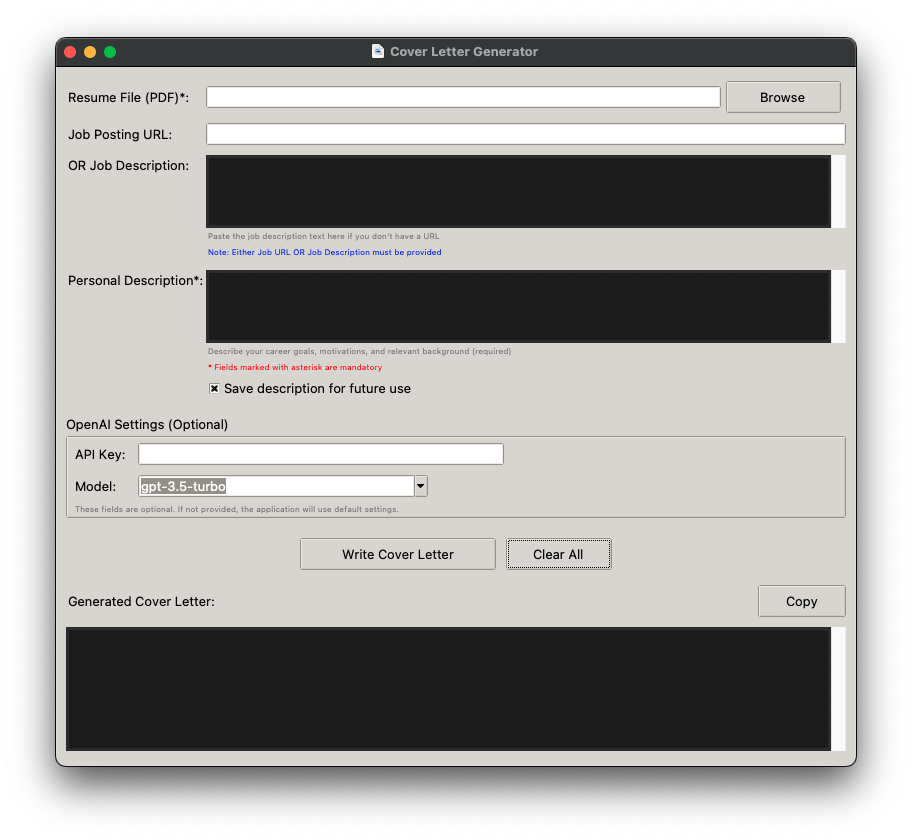 Cover Letter Generator
Resume File (PDF)*:
Browse
Job Posting URL:
OR Job Description:
Paste the job description text here if you don't have a URL
Note: Either Job URL OR Job Description must be provided
Personal Description*:
Describe your career goals, motivations, and relevant background (required)
* Fields marked with asterisk are mandatory
Save description for future use
OpenAI Settings (Optional)
API Key:
Model:
gpt-3.5-turbo
These fields are optional. If not provided, the application will use default settings.
Write Cover Letter
Clear All
Generated Cover Letter:
Copy